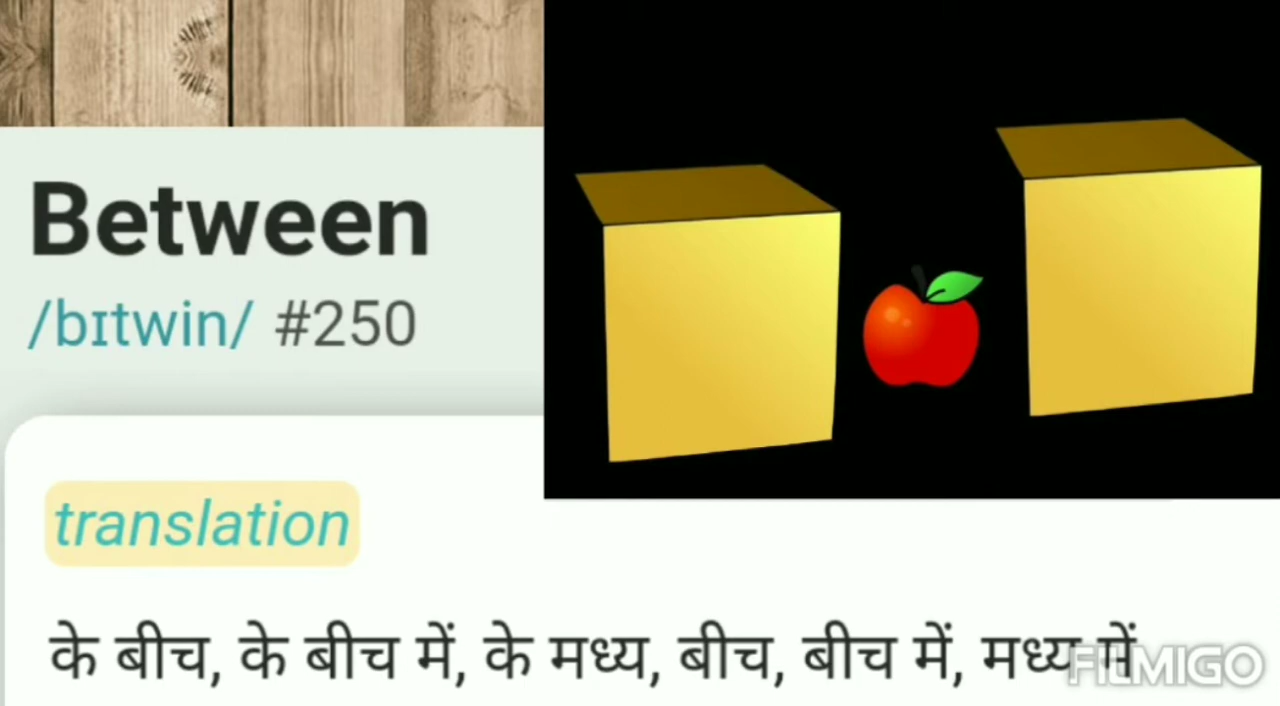 Between
/bɪtwin/ #250
translation
के बीच, के बीच में, के मध्य, बीच, बीच में, मध्य में
FILMIGO